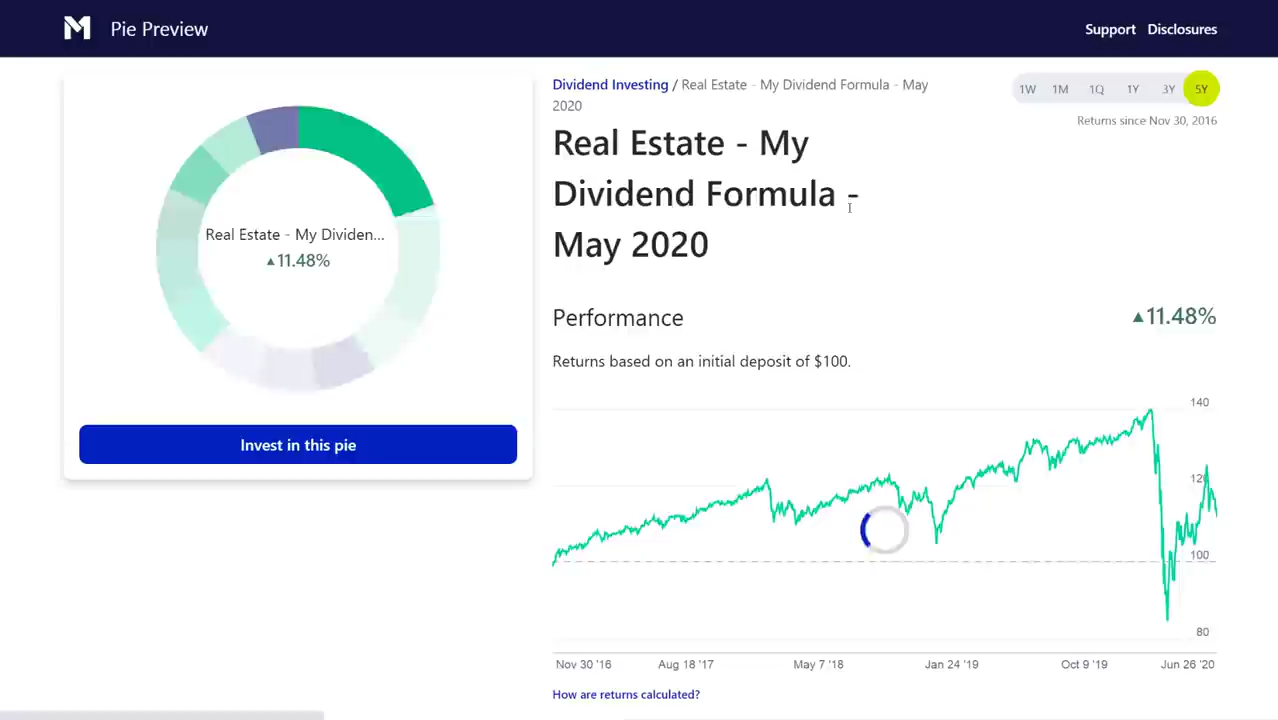 Pie Preview
Support Disclosures
Dividend Investing / Real Estate - My Dividend Formula - May
2020
1W 1M 1Q 1Y 3Y 5Y
Returns since Nov 30, 2016
Real Estate - My
Dividend Formula -
May 2020
Real Estate - My Dividen...
▲11.48%
Invest in this pie
Performance
▲11.48%
Returns based on an initial deposit of $100.
140
120
100
80
Nov 30 '16 Aug 18 '17 May 7 '18 Jan 24 '19 Oct 9 '19 Jun 26 '20
How are returns calculated?